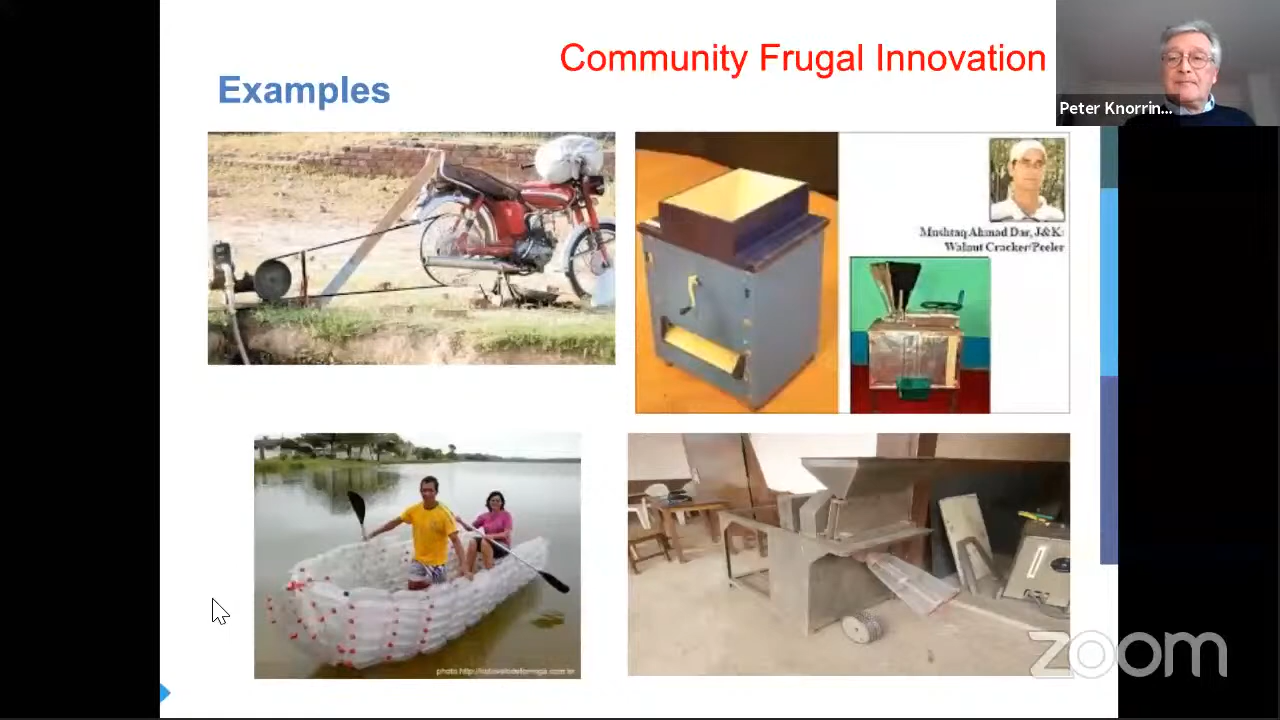 Community Frugal Innovation
Examples
Peter Knorrin...
Mushtaq Ahmad Dar, J&K:
Walnut Cracker/Peeler
zoom